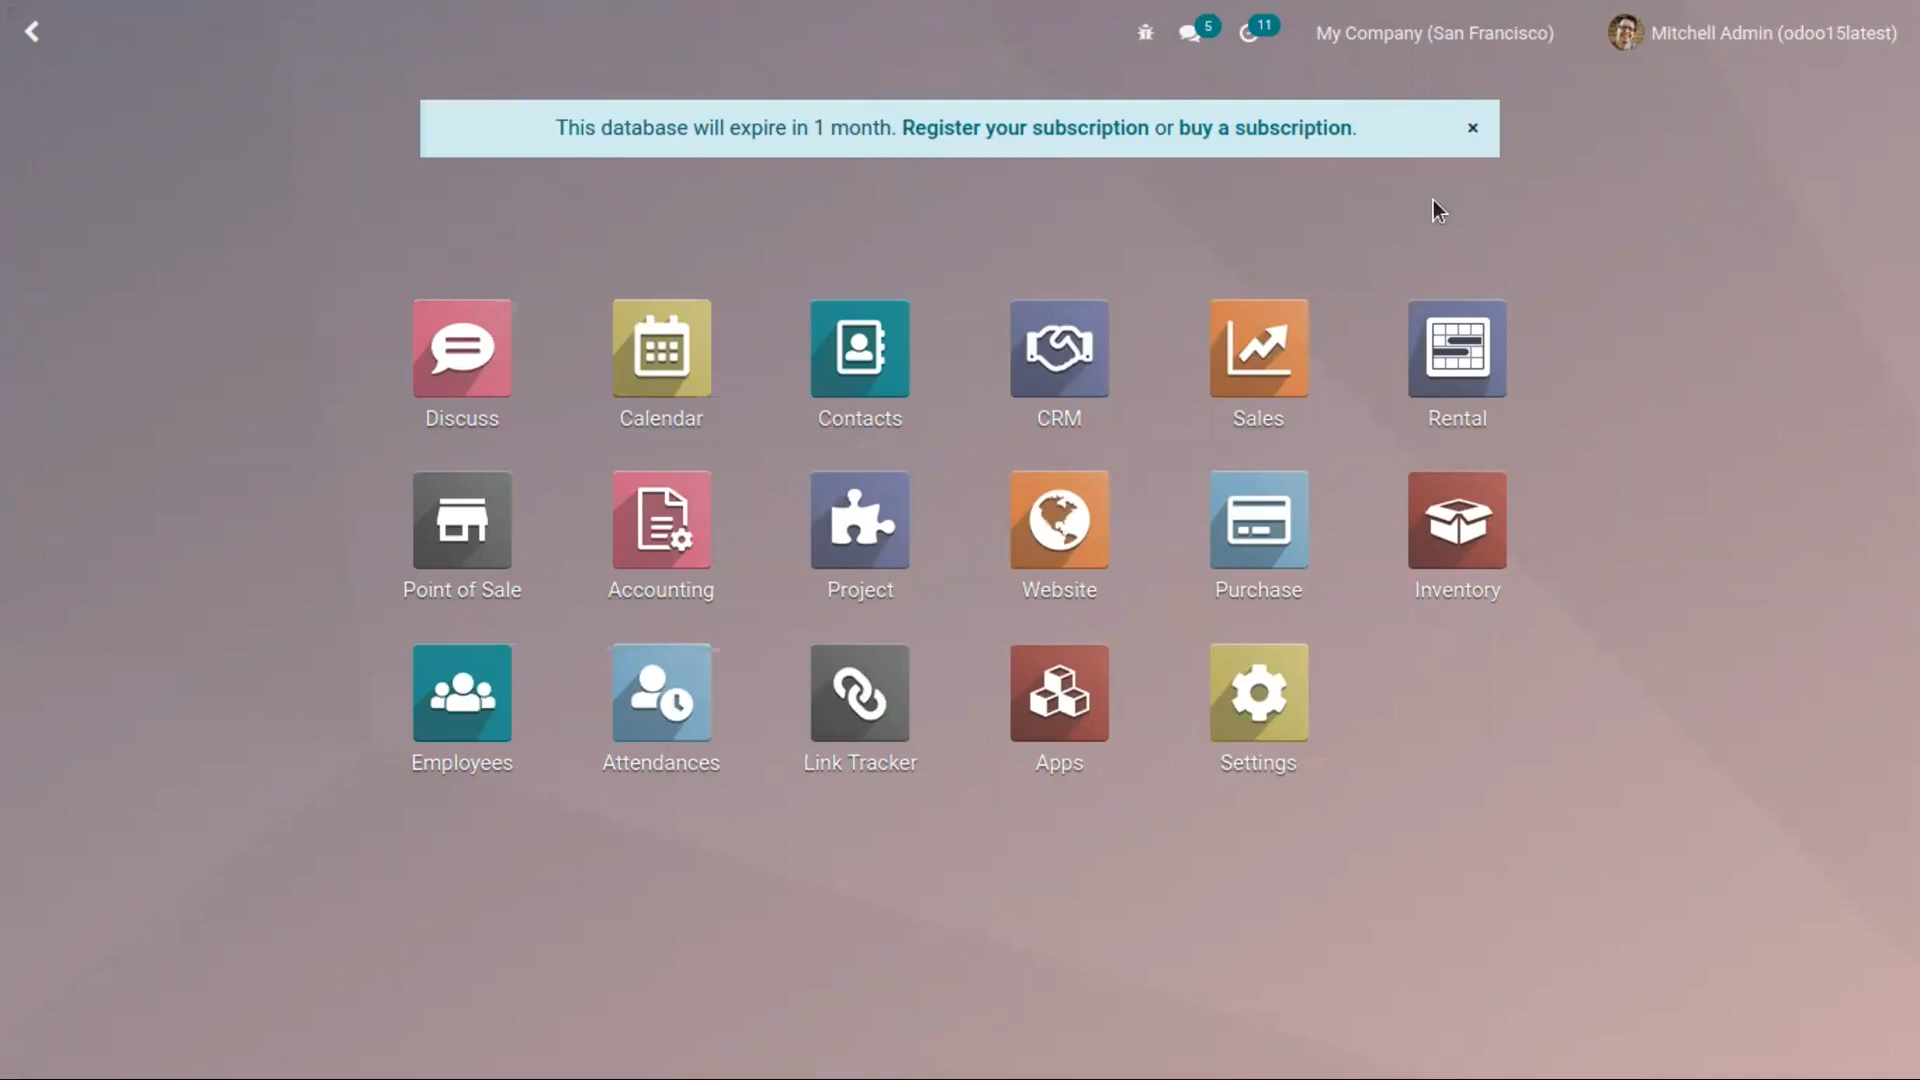 5
11
My Company (San Francisco)
Mitchell Admin (odoo15latest)
This database will expire in 1 month. Register your subscription or buy a subscription.
×
Discuss
Calendar
Contacts
CRM
Sales
Rental
Point of Sale
Accounting
Project
Website
Purchase
Inventory
Employees
Attendances
Link Tracker
Apps
Settings